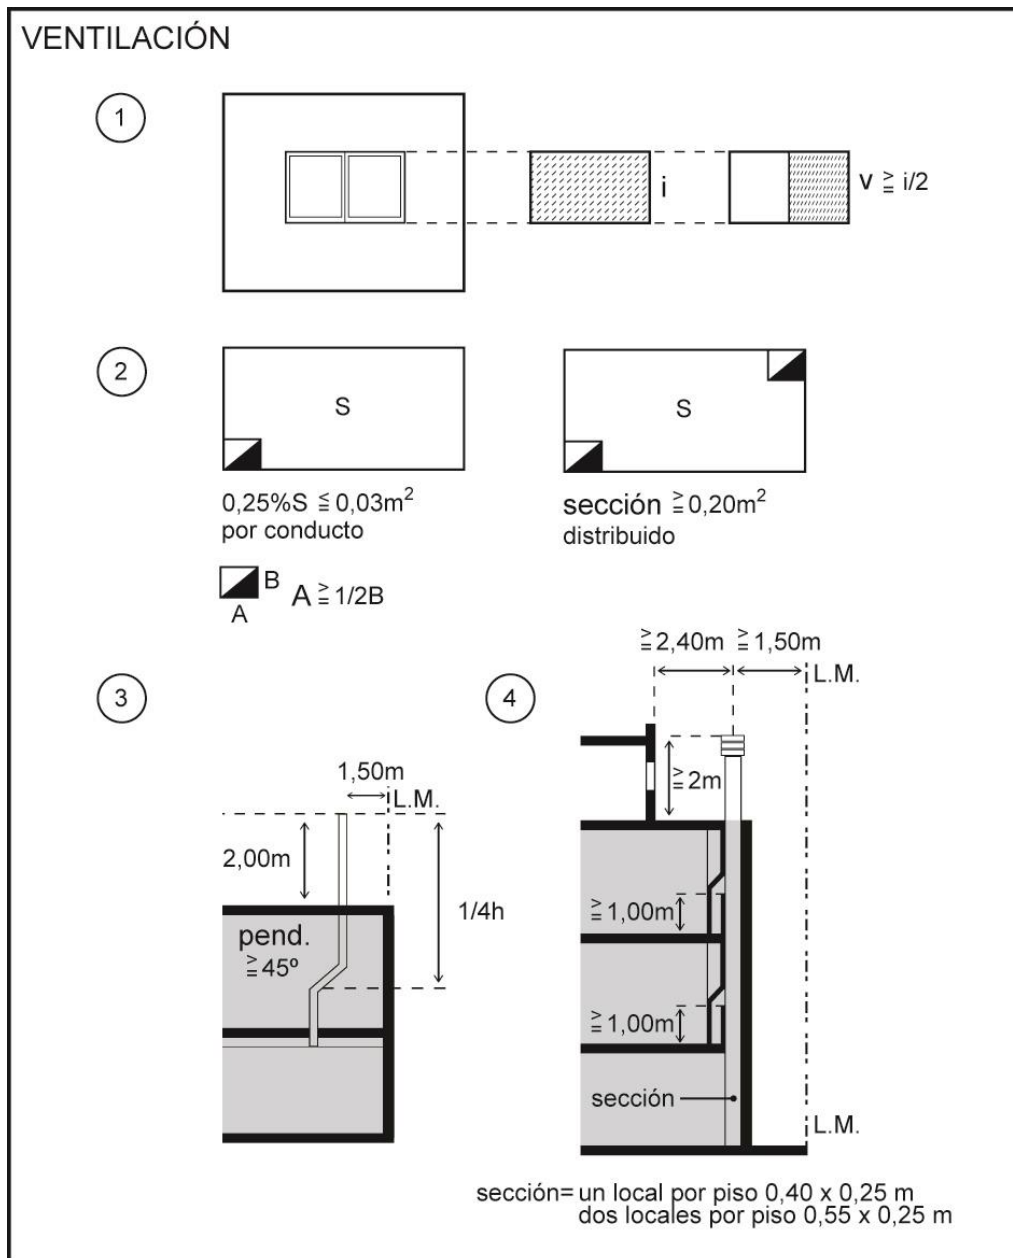 VENTILACIÓN
1
i
v ≧ i/2
2
S
S
0,25%S ≦ 0,03m²
por conducto
sección ≧ 0,20m²
distribuido
B
A
A ≧ 1/2B
3
1,50m
L.M.
2,00m
1/4h
pend.
≧ 45º
4
≧ 2,40m
≧ 1,50m
L.M.
≧ 2m
≧ 1,00m
≧ 1,00m
sección
L.M.
sección= un local por piso 0,40 x 0,25 m
dos locales por piso 0,55 x 0,25 m